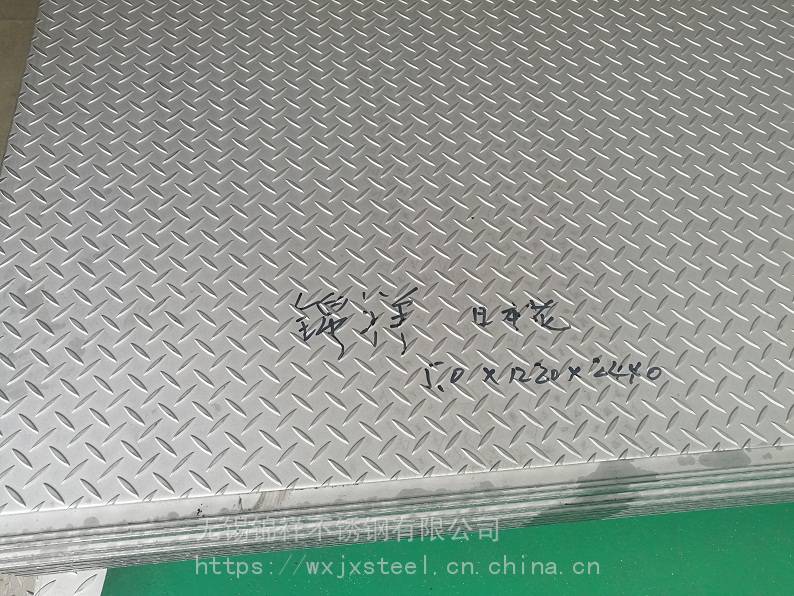 锦洋 日本花
5.0×1220×2440
无锡锦祥不锈钢有限公司
https://wxjxsteel.cn.china.cn